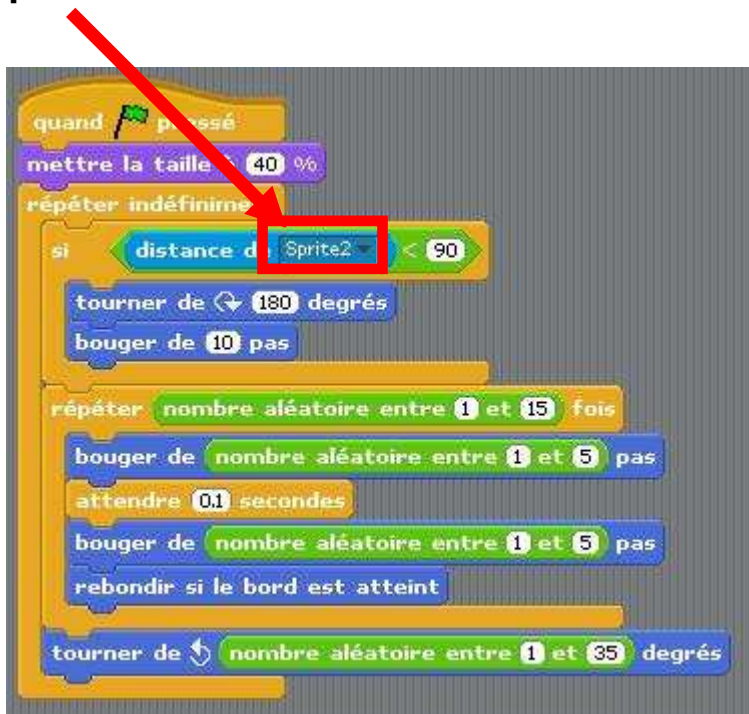 quand pressé
mettre la taille à 40 %
répéter indéfinime
si distance de Sprite2 < 90
tourner de 180 degrés
bouger de 10 pas
répéter nombre aléatoire entre 1 et 15 fois
bouger de nombre aléatoire entre 1 et 5 pas
attendre 0.1 secondes
bouger de nombre aléatoire entre 1 et 5 pas
rebondir si le bord est atteint
tourner de nombre aléatoire entre 1 et 35 degrés